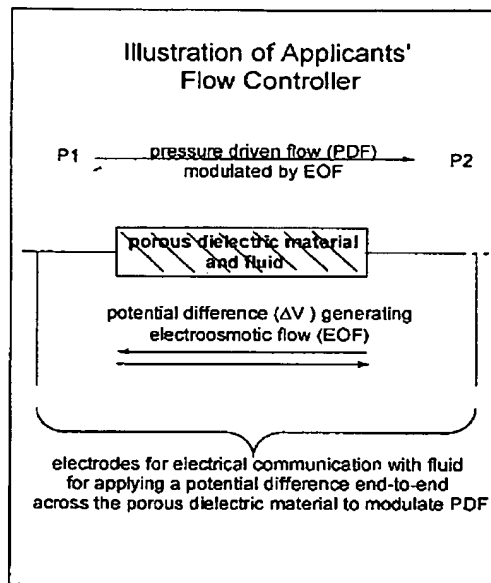 Illustration of Applicants'
Flow Controller
P1
pressure driven flow (PDF)
modulated by EOF
P2
porous dielectric material
and fluid
potential difference (ΔV ) generating
electroosmotic flow (EOF)
electrodes for electrical communication with fluid
for applying a potential difference end-to-end
across the porous dielectric material to modulate PDF